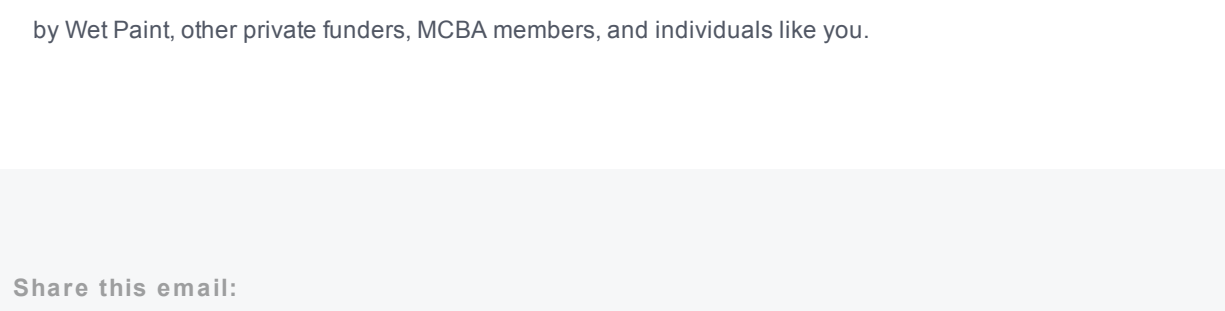 by Wet Paint, other private funders, MCBA members, and individuals like you.
Share this email: